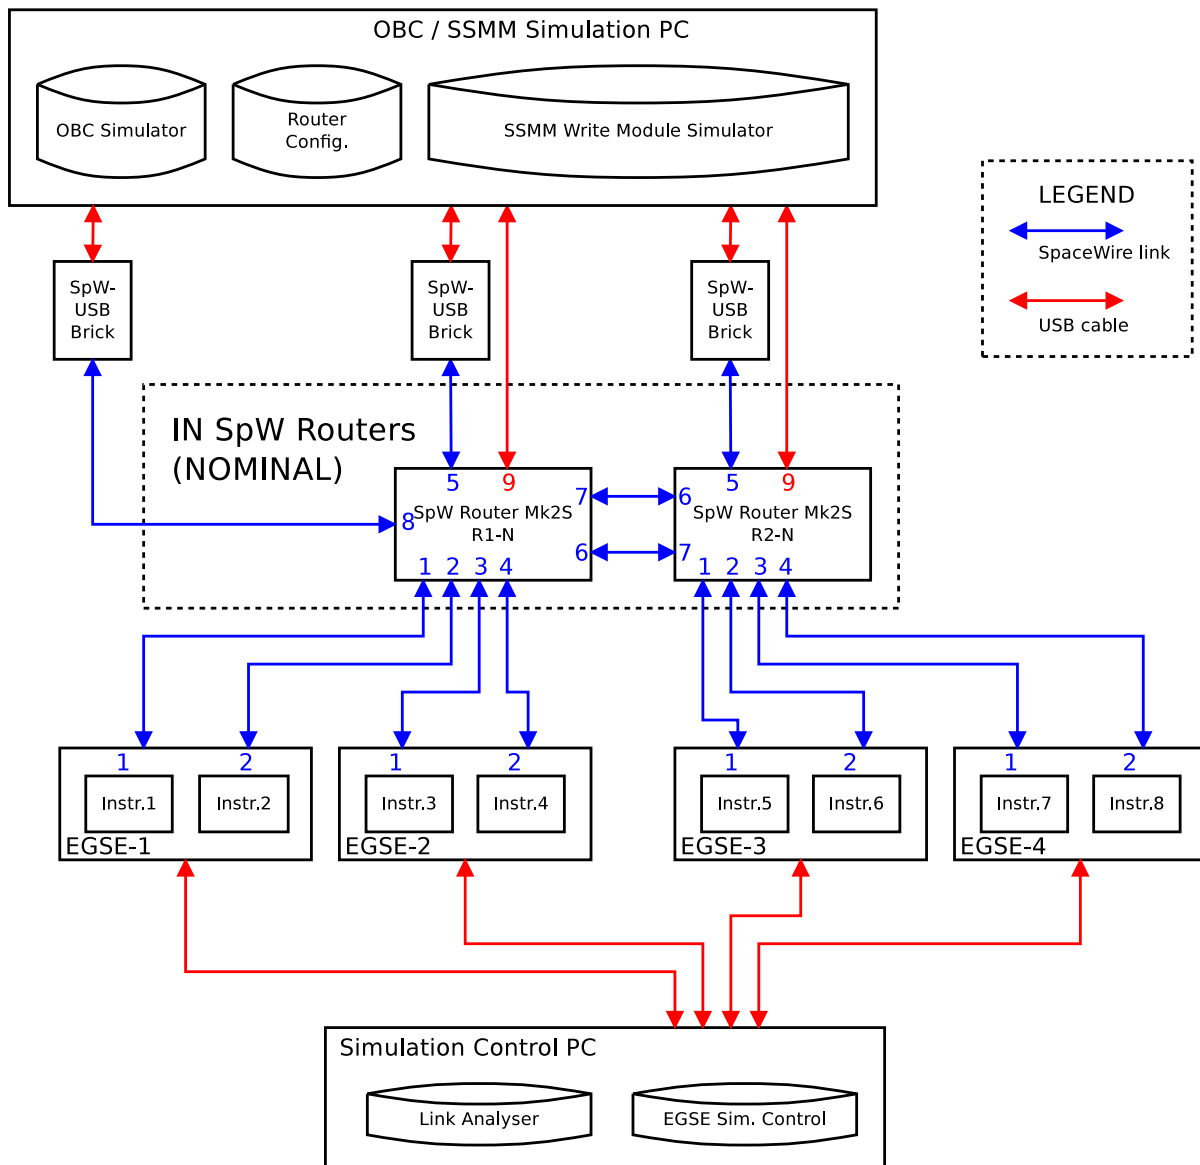 OBC / SSMM Simulation PC
OBC Simulator
Router
Config.
SSMM Write Module Simulator
LEGEND
SpaceWire link
USB cable
SpW-
USB
Brick
SpW-
USB
Brick
SpW-
USB
Brick
IN SpW Routers
(NOMINAL)
5
9
7
8
SpW Router Mk2S
R1-N
6
1
2
3
4
5
9
6
SpW Router Mk2S
R2-N
7
1
2
3
4
1
2
Instr.1
Instr.2
EGSE-1
1
2
Instr.3
Instr.4
EGSE-2
1
2
Instr.5
Instr.6
EGSE-3
1
2
Instr.7
Instr.8
EGSE-4
Simulation Control PC
Link Analyser
EGSE Sim. Control